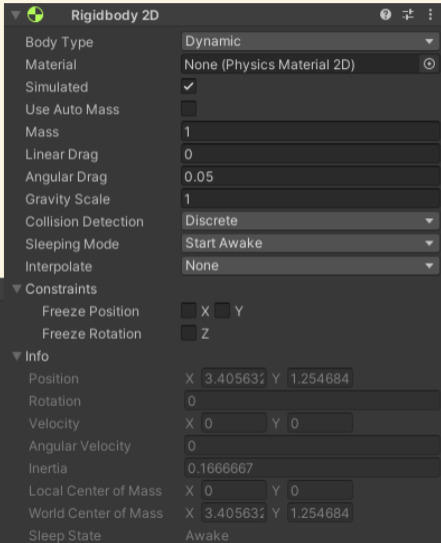 Rigidbody 2D
Body Type Dynamic
Material None (Physics Material 2D)
Simulated
Use Auto Mass
Mass 1
Linear Drag 0
Angular Drag 0.05
Gravity Scale 1
Collision Detection Discrete
Sleeping Mode Start Awake
Interpolate None
Constraints
Freeze Position X Y
Freeze Rotation Z
Info
Position X 3.405632 Y 1.254684
Rotation 0
Velocity X 0 Y 0
Angular Velocity 0
Inertia 0.1666667
Local Center of Mass X 0 Y 0
World Center of Mass X 3.405632 Y 1.254684
Sleep State Awake